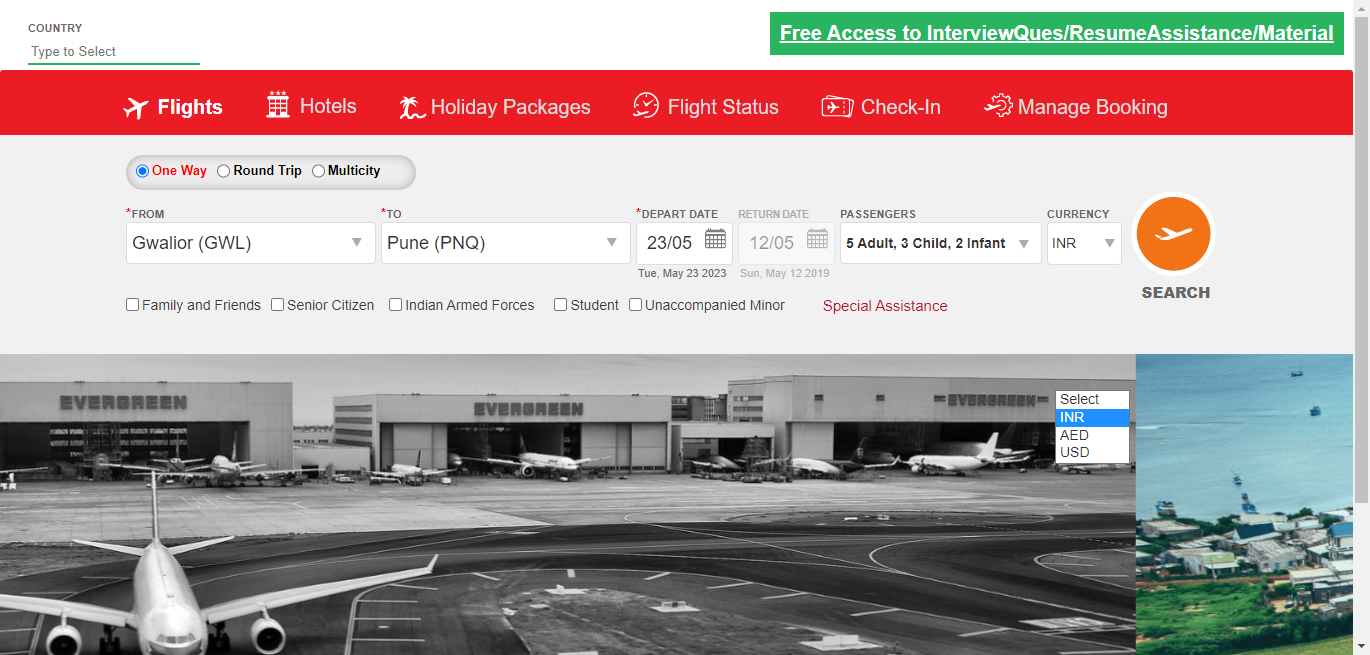 COUNTRY
Type to Select
Free Access to InterviewQues/ResumeAssistance/Material
Flights
Hotels
Holiday Packages
Flight Status
Check-In
Manage Booking
One Way
Round Trip
Multicity
*FROM
*TO
*DEPART DATE
RETURN DATE
PASSENGERS
CURRENCY
Gwalior (GWL)
Pune (PNQ)
23/05
12/05
5 Adult, 3 Child, 2 Infant
INR
Tue, May 23 2023
Sun, May 12 2019
SEARCH
Family and Friends
Senior Citizen
Indian Armed Forces
Student
Unaccompanied Minor
Special Assistance
EVERGREEN
EVERGREEN
EVERGREEN
Select
INR
AED
USD